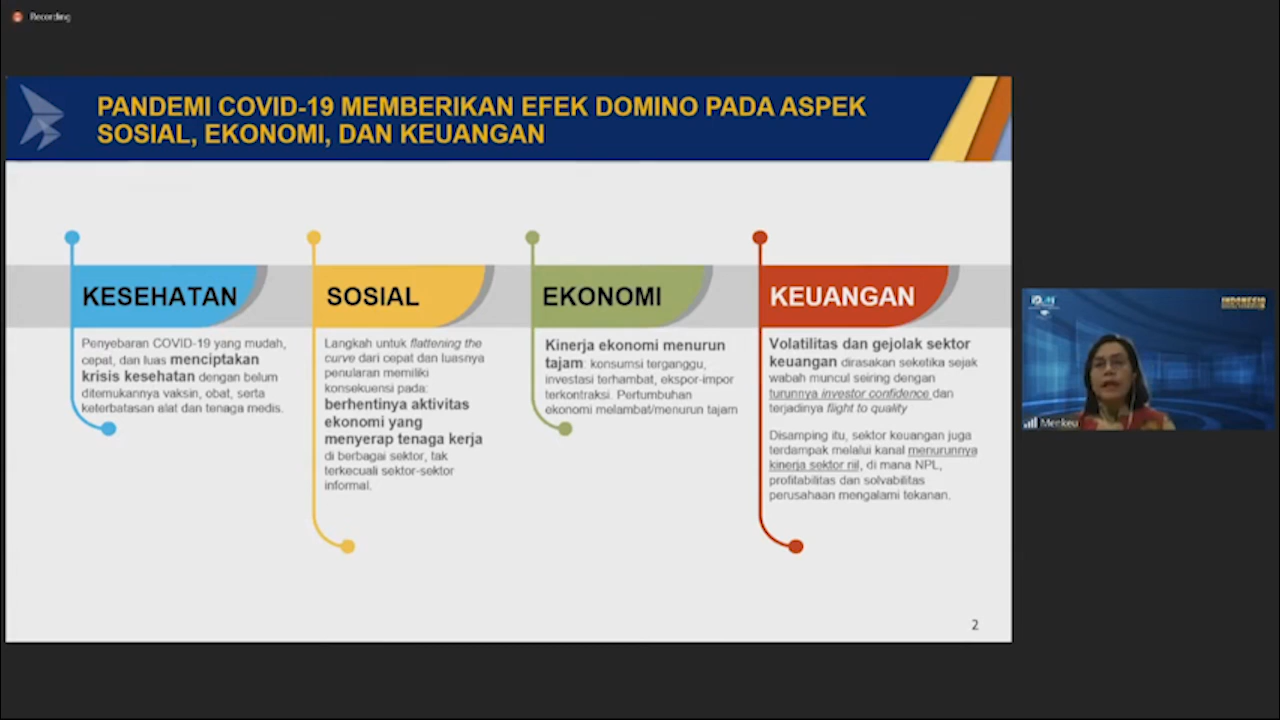 Recording
PANDEMI COVID-19 MEMBERIKAN EFEK DOMINO PADA ASPEK
SOSIAL, EKONOMI, DAN KEUANGAN
KESEHATAN
Penyebaran COVID-19 yang mudah,
cepat, dan luas menciptakan
krisis kesehatan dengan belum
ditemukannya vaksin, obat, serta
keterbatasan alat dan tenaga medis.
SOSIAL
Langkah untuk flattening the
curve dari cepat dan luasnya
penularan memiliki
konsekuensi pada:
berhentinya aktivitas
ekonomi yang
menyerap tenaga kerja
di berbagai sektor, tak
terkecuali sektor-sektor
informal.
EKONOMI
Kinerja ekonomi menurun
tajam: konsumsi terganggu,
investasi terhambat, ekspor-impor
terkontraksi. Pertumbuhan
ekonomi melambat/menurun tajam
KEUANGAN
Volatilitas dan gejolak sektor
keuangan dirasakan seketika sejak
wabah muncul seiring dengan
turunnya investor confidence dan
terjadinya flight to quality
Disamping itu, sektor keuangan juga
terdampak melalui kanal menurunnya
kinerja sektor riil, di mana NPL,
profitabilitas dan solvabilitas
perusahaan mengalami tekanan.
2
Menkeu